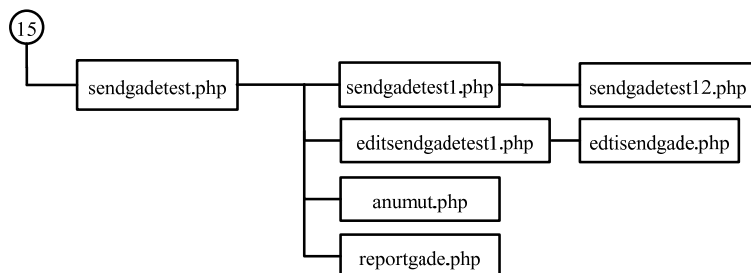 15
sendgadetest.php
sendgadetest1.php
sendgadetest12.php
editsendgadetest1.php
edtisendgade.php
anumut.php
reportgade.php